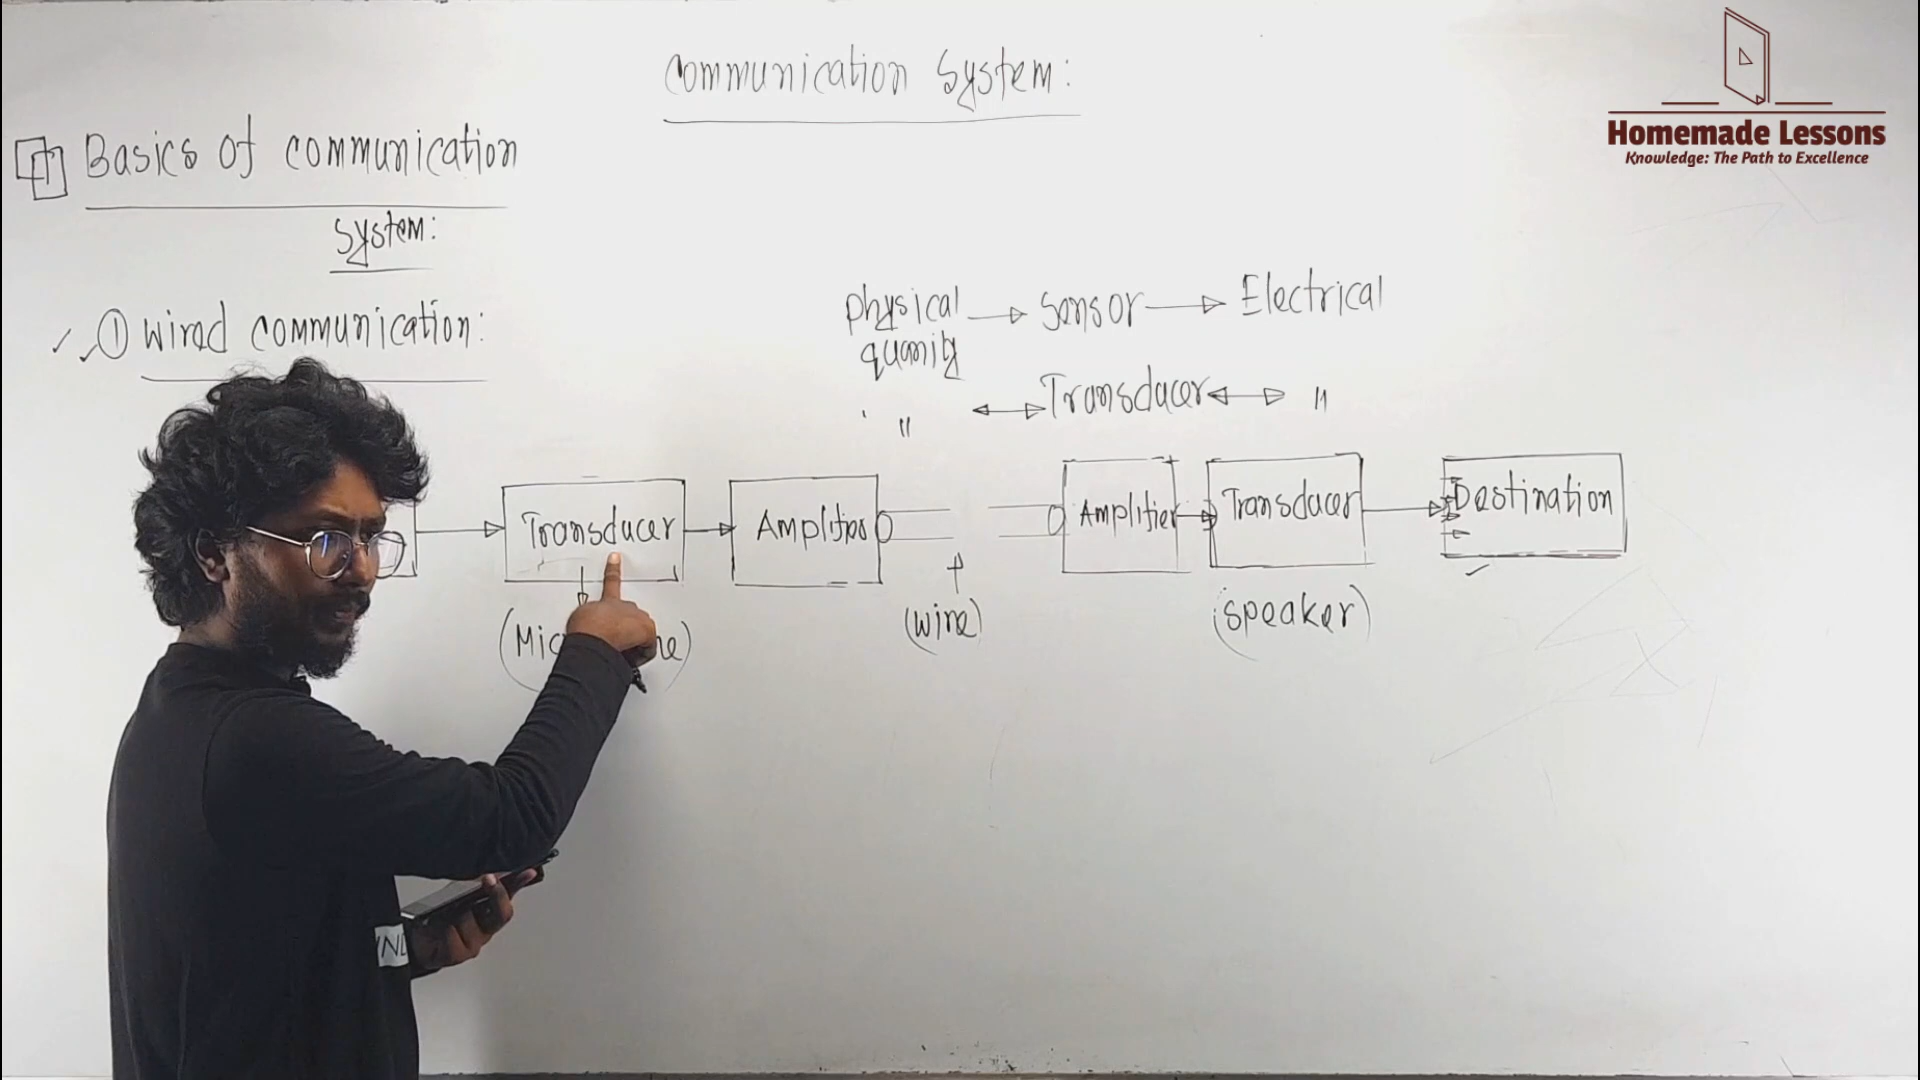 Communication System:
Homemade Lessons
Knowledge: The Path to Excellence
Basics of communication
System:
① wired communication:
Physical quantity → Sensor → Electrical
" ↔ Transducer ↔ "
Transducer → Amplifier
Amplifier → Transducer → Destination
(wire)
(speaker)